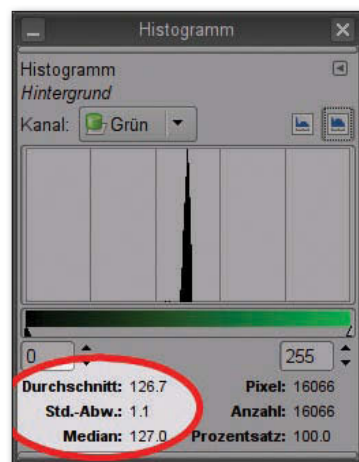 Histogramm
Histogramm
Hintergrund
Kanal: Grün
0 255
Durchschnitt: 126.7 Pixel: 16066
Std.-Abw.: 1.1 Anzahl: 16066
Median: 127.0 Prozentsatz: 100.0